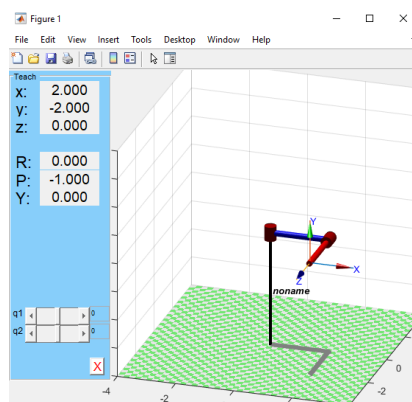 Figure 1
File Edit View Insert Tools Desktop Window Help
Teach
x: 2.000
y: -2.000
z: 0.000
R: 0.000
P: -1.000
Y: 0.000
q1 0
q2 0
X
Y
X
Z
noname
-4
-2
0
-2
0